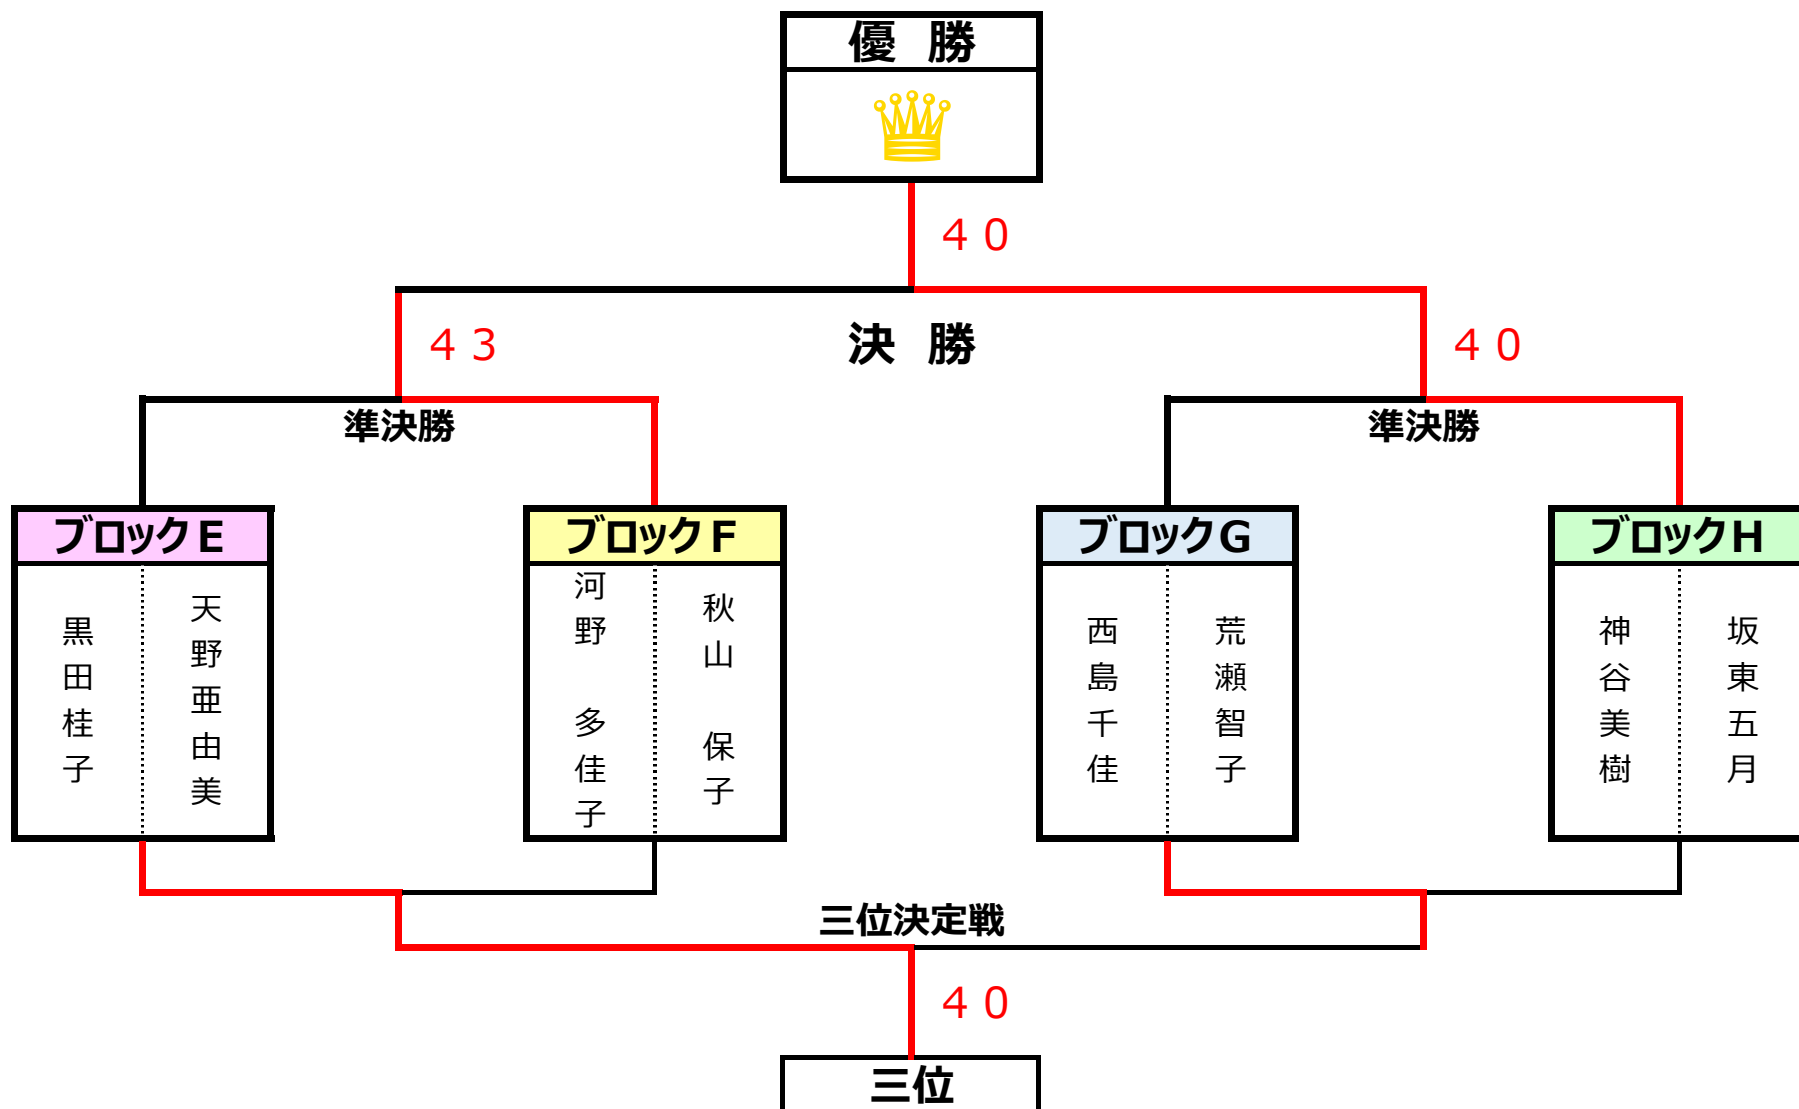 優 勝
４０
４３
決 勝
４０
準決勝
準決勝
ブロックE
ブロックF
ブロックG
ブロックH
黒田桂子
天野亜由美
河野 多佳子
秋山 保子
西島千佳
荒瀬智子
神谷美樹
坂東五月
三位決定戦
４０
三位